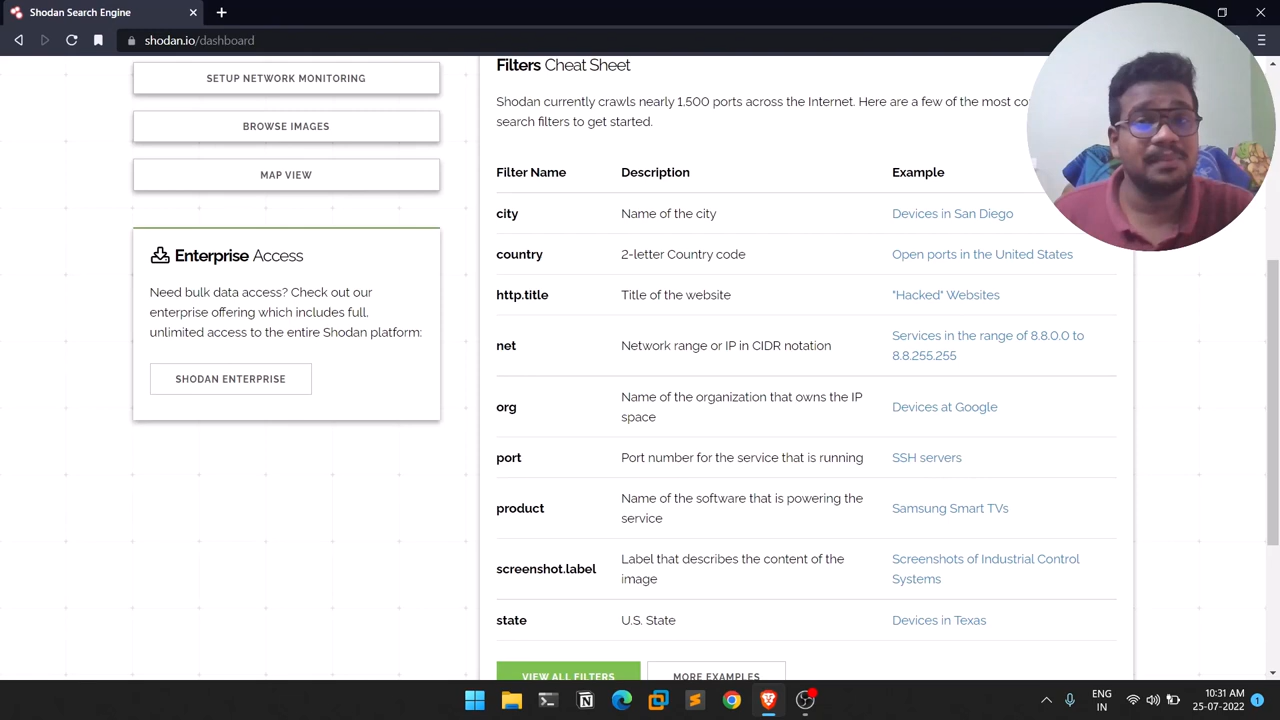 Shodan Search Engine
shodan.io/dashboard
SETUP NETWORK MONITORING
BROWSE IMAGES
MAP VIEW
Enterprise Access
Need bulk data access? Check out our
enterprise offering which includes full,
unlimited access to the entire Shodan platform:
SHODAN ENTERPRISE
Filters Cheat Sheet
Shodan currently crawls nearly 1,500 ports across the Internet. Here are a few of the most
search filters to get started.
Filter Name Description Example
city Name of the city Devices in San Diego
country 2-letter Country code Open ports in the United States
http.title Title of the website "Hacked" Websites
net Network range or IP in CIDR notation Services in the range of 8.8.0.0 to
8.8.255.255
org Name of the organization that owns the IP
space Devices at Google
port Port number for the service that is running SSH servers
product Name of the software that is powering the
service Samsung Smart TVs
screenshot.label Label that describes the content of the
image Screenshots of Industrial Control
Systems
state U.S. State Devices in Texas
VIEW ALL FILTERS MORE EXAMPLES
ENG
IN
10:31 AM
25-07-2022
1